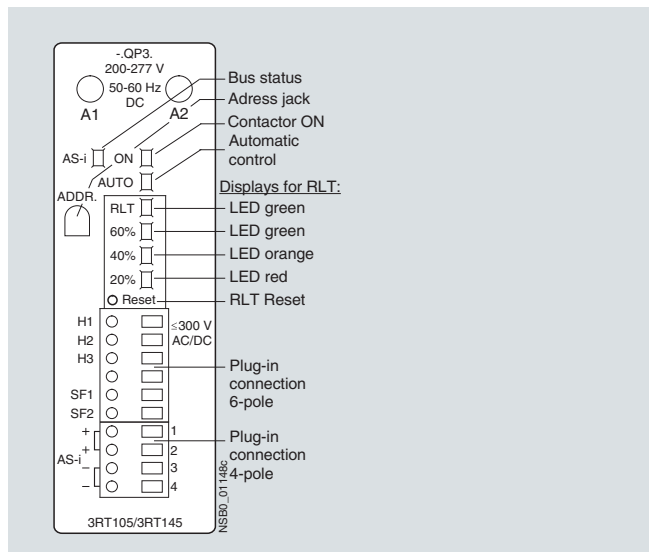 -.QP3.
200-277 V
50-60 Hz
DC
A1
A2
Bus status
Adress jack
Contactor ON
Automatic
control
AS-i
ON
AUTO
ADDR.
Displays for RLT:
RLT
LED green
60%
LED green
40%
LED orange
20%
LED red
Reset
RLT Reset
H1
≤300 V
H2
AC/DC
H3
Plug-in
connection
6-pole
SF1
SF2
+
1
+
2
AS-i
–
3
–
4
Plug-in
connection
4-pole
3RT105/3RT145
NSB0_01148c